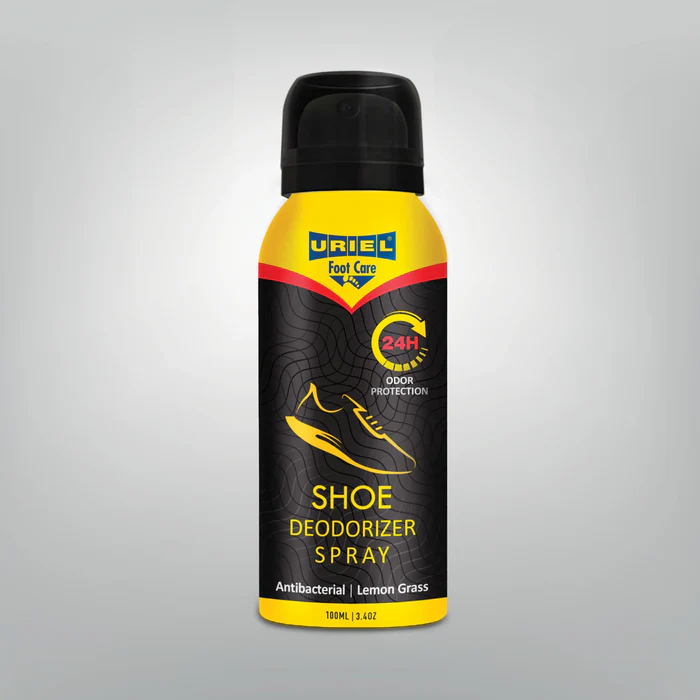 URIEL®
Foot Care
24H
ODOR
PROTECTION
SHOE
DEODORIZER
SPRAY
Antibacterial | Lemon Grass
100ML | 3.4OZ